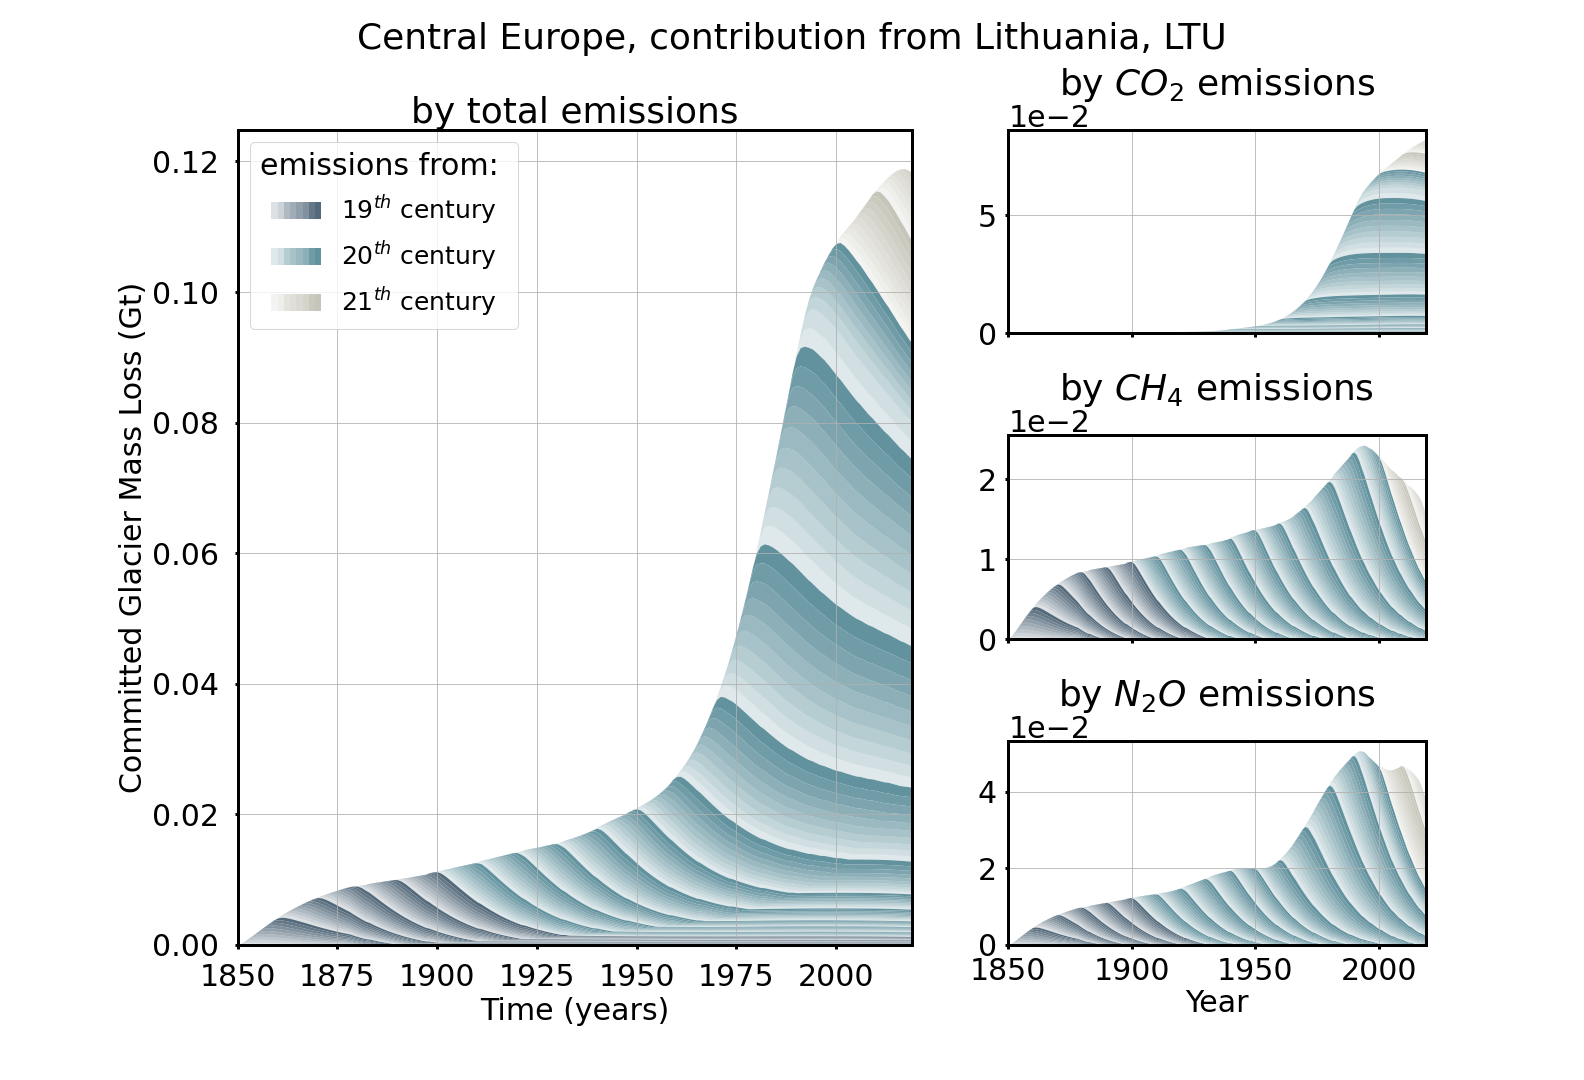 Central Europe, contribution from Lithuania, LTU
by total emissions
Committed Glacier Mass Loss (Gt)
0.12
0.10
0.08
0.06
0.04
0.02
0.00
emissions from:
19th century
20th century
21th century
1850 1875 1900 1925 1950 1975 2000
Time (years)
by CO2 emissions
1e−2
5
0
by CH4 emissions
1e−2
2
1
0
by N2O emissions
1e−2
4
2
0
1850 1900 1950 2000
Year